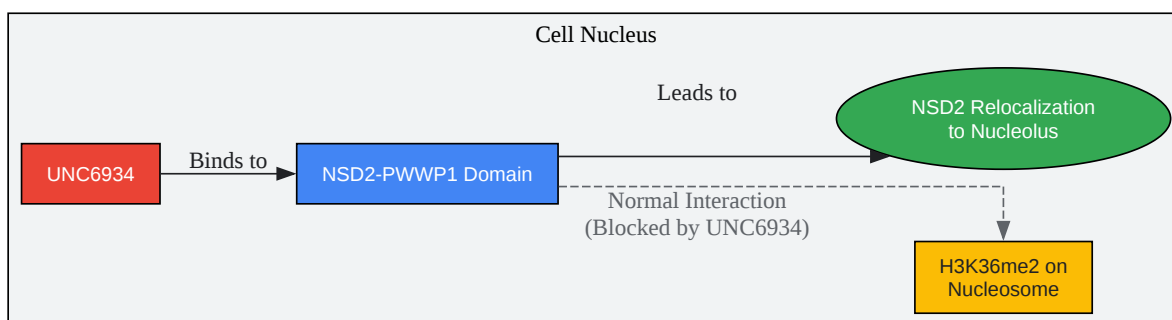 Cell Nucleus
Leads to
NSD2 Relocalization
to Nucleolus
UNC6934
Binds to
NSD2-PWWP1 Domain
Normal Interaction
(Blocked by UNC6934)
H3K36me2 on
Nucleosome